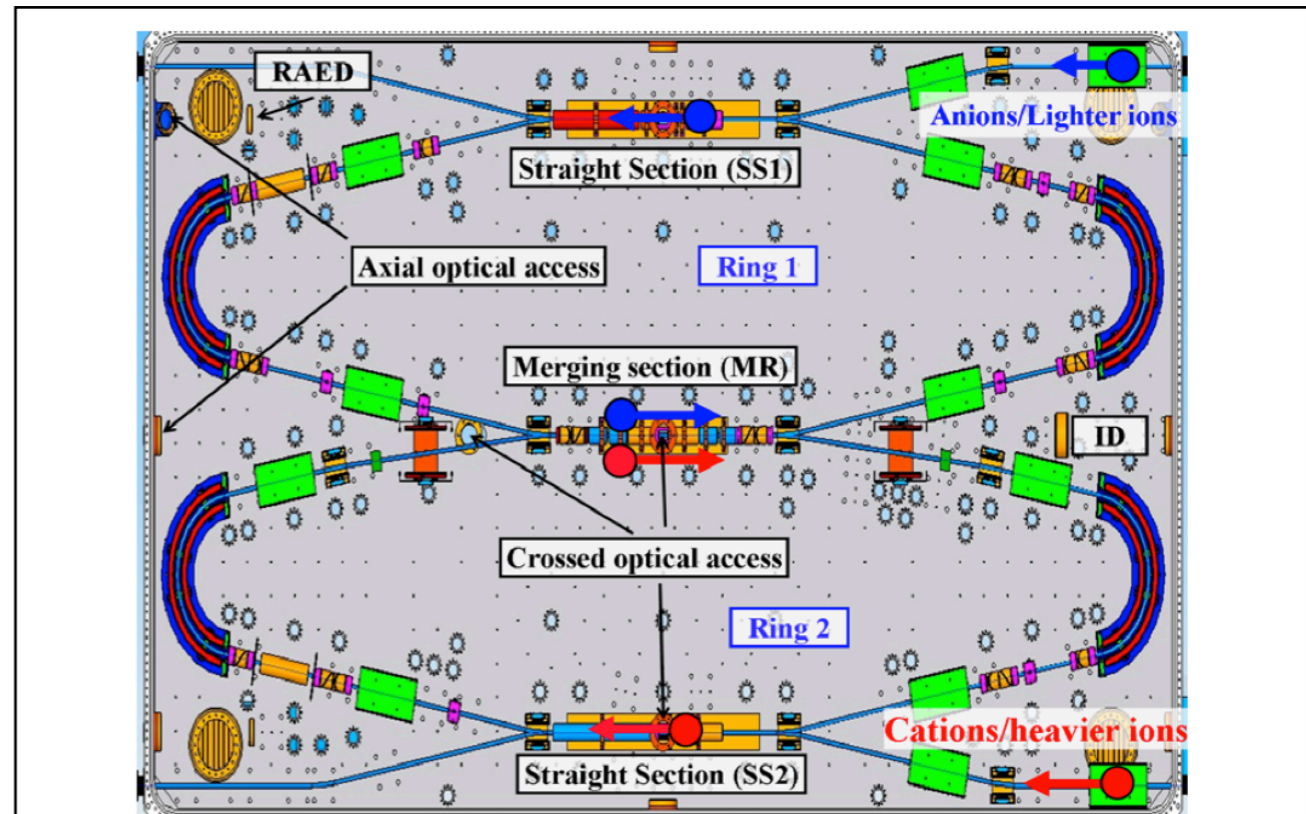 RAED
Anions/Lighter ions
Straight Section (SS1)
Axial optical access
Ring 1
Merging section (MR)
ID
Crossed optical access
Ring 2
Cations/heavier ions
Straight Section (SS2)